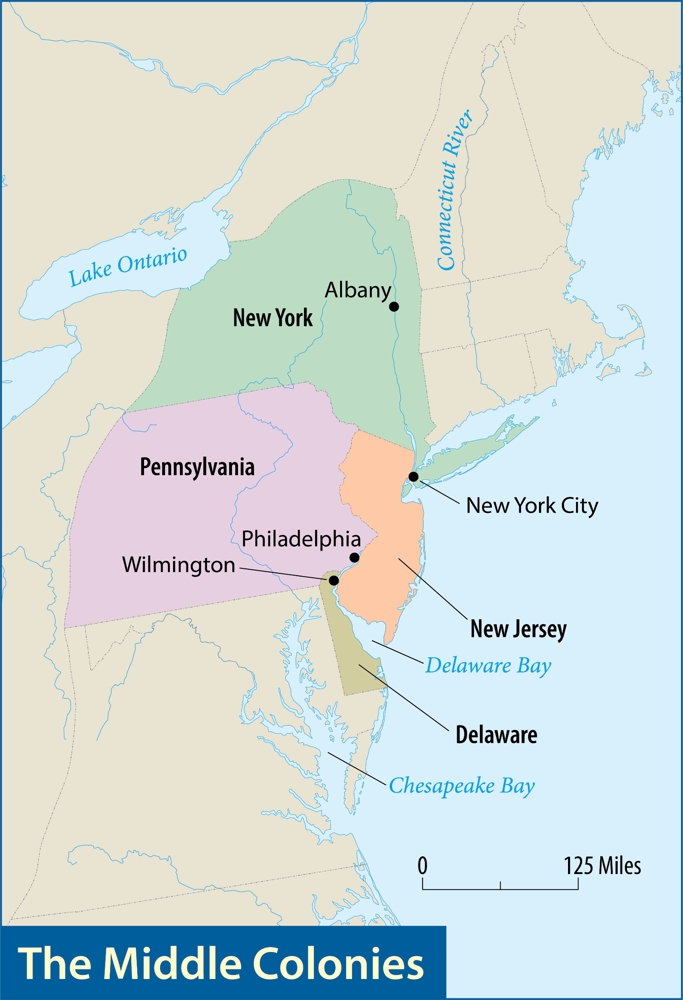 Connecticut River
Lake Ontario
Albany
New York
Pennsylvania
New York City
Philadelphia
Wilmington
New Jersey
Delaware Bay
Delaware
Chesapeake Bay
0 125 Miles
The Middle Colonies